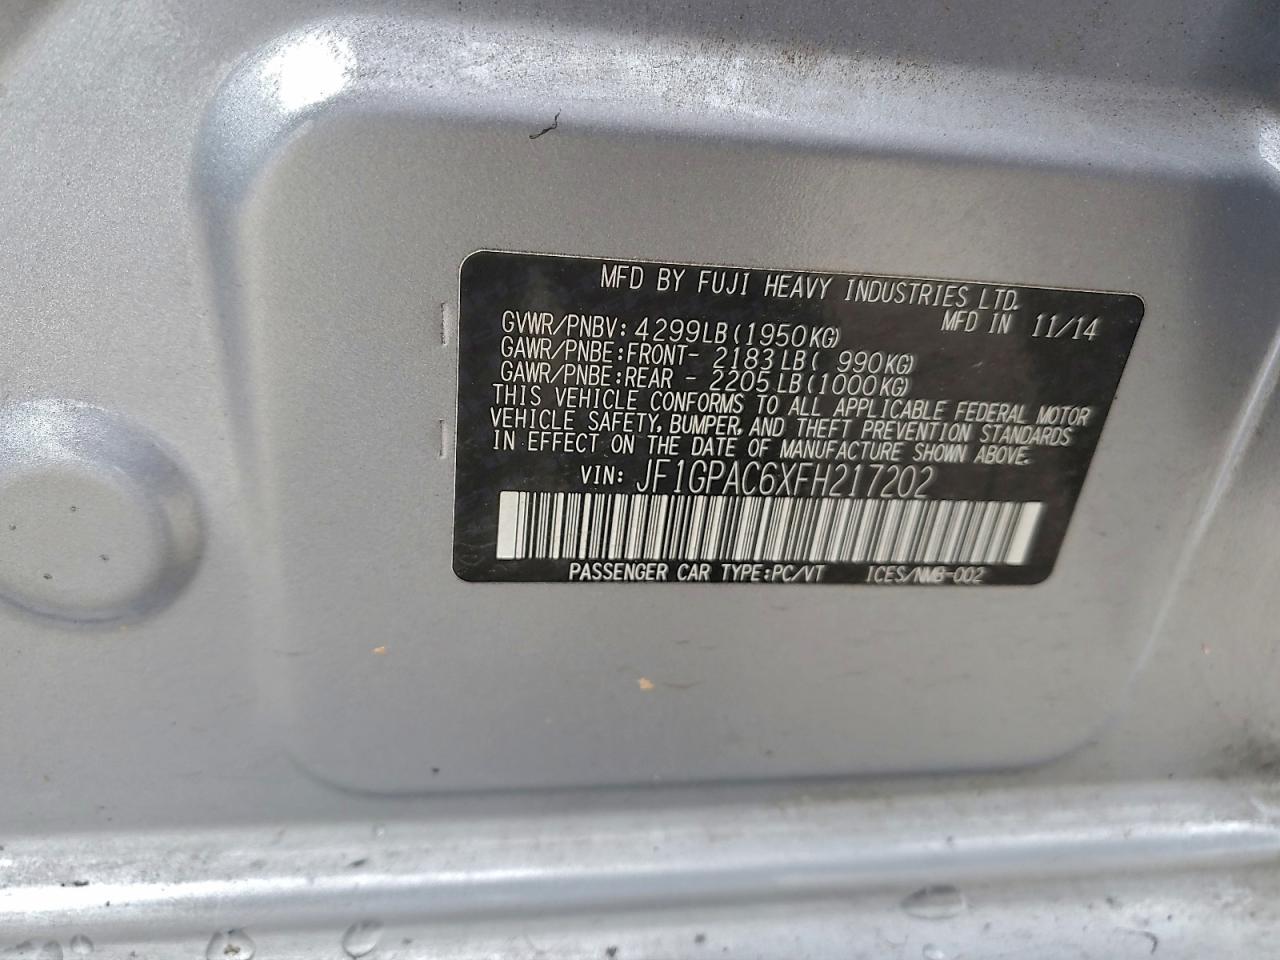 MFD BY FUJI HEAVY INDUSTRIES LTD.
MFD IN 11/14
GVWR/PNBV: 4299LB(1950KG)
GAWR/PNBE:FRONT- 2183LB( 990KG)
GAWR/PNBE:REAR - 2205LB(1000KG)
THIS VEHICLE CONFORMS TO ALL APPLICABLE FEDERAL MOTOR
VEHICLE SAFETY, BUMPER, AND THEFT PREVENTION STANDARDS
IN EFFECT ON THE DATE OF MANUFACTURE SHOWN ABOVE.
VIN: JF1GPAC6XFH217202
PASSENGER CAR TYPE:PC/VT ICES/NMB-002